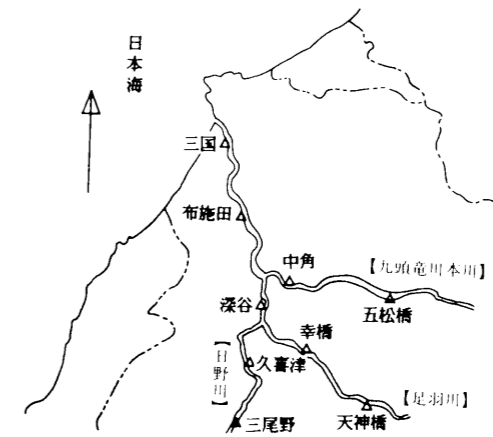 日本海
三国
布施田
中角
【九頭竜川本川】
深谷
五松橋
幸橋
【日野川】
久喜津
【足羽川】
天神橋
三尾野